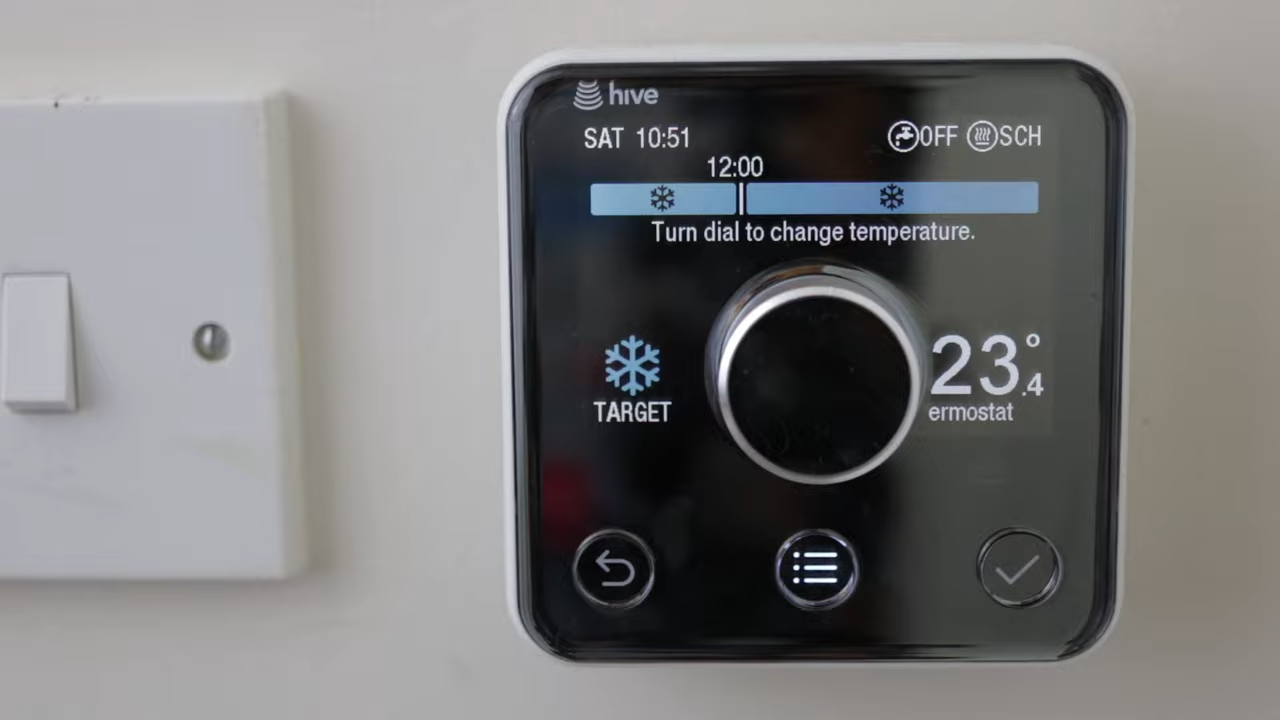 hive
SAT 10:51 OFF SCH
12:00
Turn dial to change temperature.
23.4°
TARGET ermostat